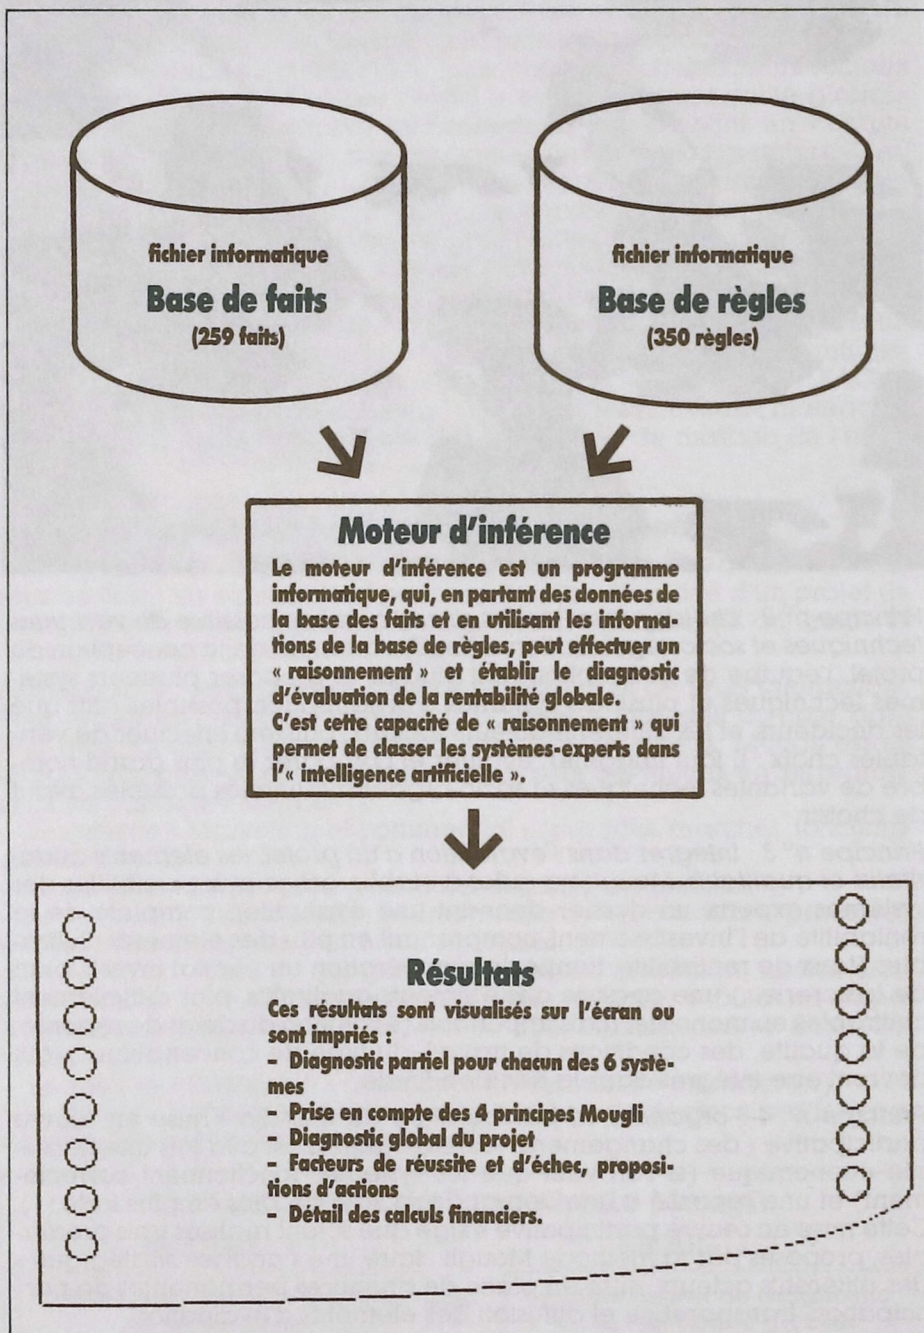 fichier informatique
Base de faits
(259 faits)
fichier informatique
Base de règles
(350 règles)
Moteur d'inférence
Le moteur d'inférence est un programme
informatique, qui, en partant des données de
la base des faits et en utilisant les informa-
tions de la base de règles, peut effectuer un
« raisonnement » et établir le diagnostic
d'évaluation de la rentabilité globale.
C'est cette capacité de « raisonnement » qui
permet de classer les systèmes-experts dans
l'« intelligence artificielle ».
Résultats
Ces résultats sont visualisés sur l'écran ou
sont impriés :
– Diagnostic partiel pour chacun des 6 systè-
mes
– Prise en compte des 4 principes Mougli
– Diagnostic global du projet
– Facteurs de réussite et d'échec, proposi-
tions d'actions
– Détail des calculs financiers.